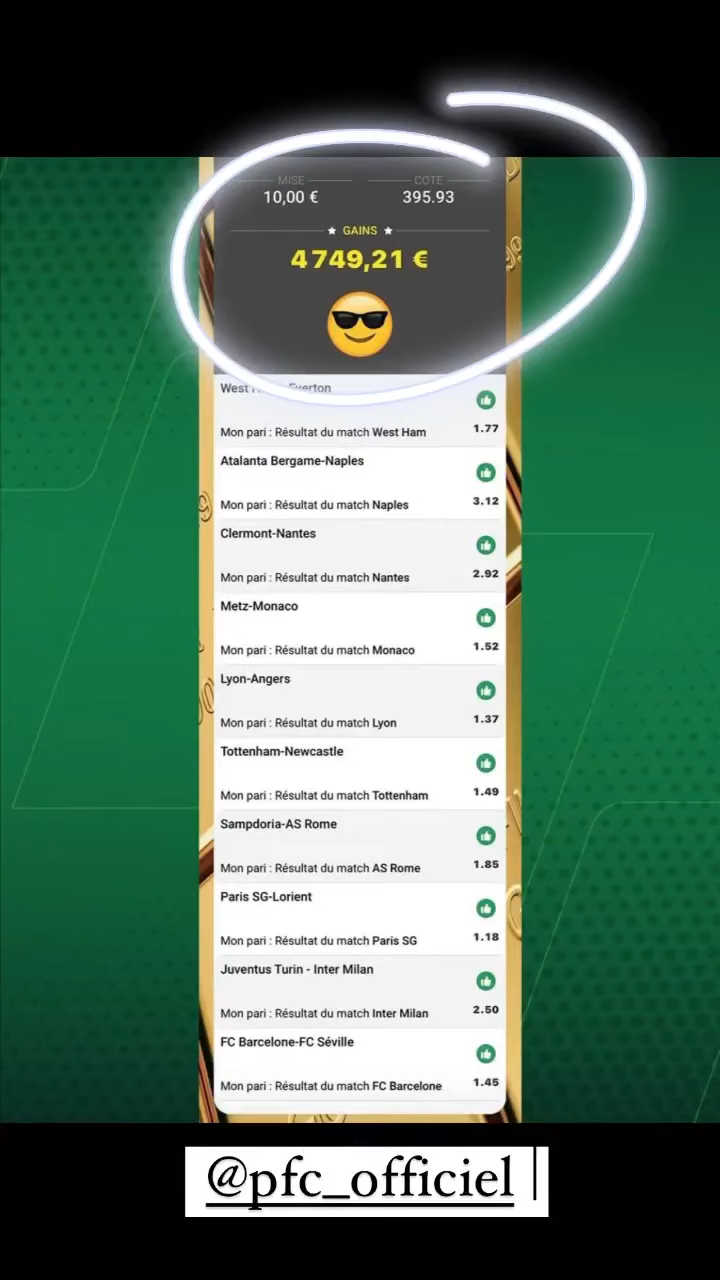 MISE COTE
10,00 € 395.93
GAINS
4 749,21 €
West Everton
Mon pari : Résultat du match West Ham 1.77
Atalanta Bergame-Naples
Mon pari : Résultat du match Naples 3.12
Clermont-Nantes
Mon pari : Résultat du match Nantes 2.92
Metz-Monaco
Mon pari : Résultat du match Monaco 1.52
Lyon-Angers
Mon pari : Résultat du match Lyon 1.37
Tottenham-Newcastle
Mon pari : Résultat du match Tottenham 1.49
Sampdoria-AS Rome
Mon pari : Résultat du match AS Rome 1.85
Paris SG-Lorient
Mon pari : Résultat du match Paris SG 1.18
Juventus Turin - Inter Milan
Mon pari : Résultat du match Inter Milan 2.50
FC Barcelone-FC Séville
Mon pari : Résultat du match FC Barcelone 1.45
@pfc_officiel